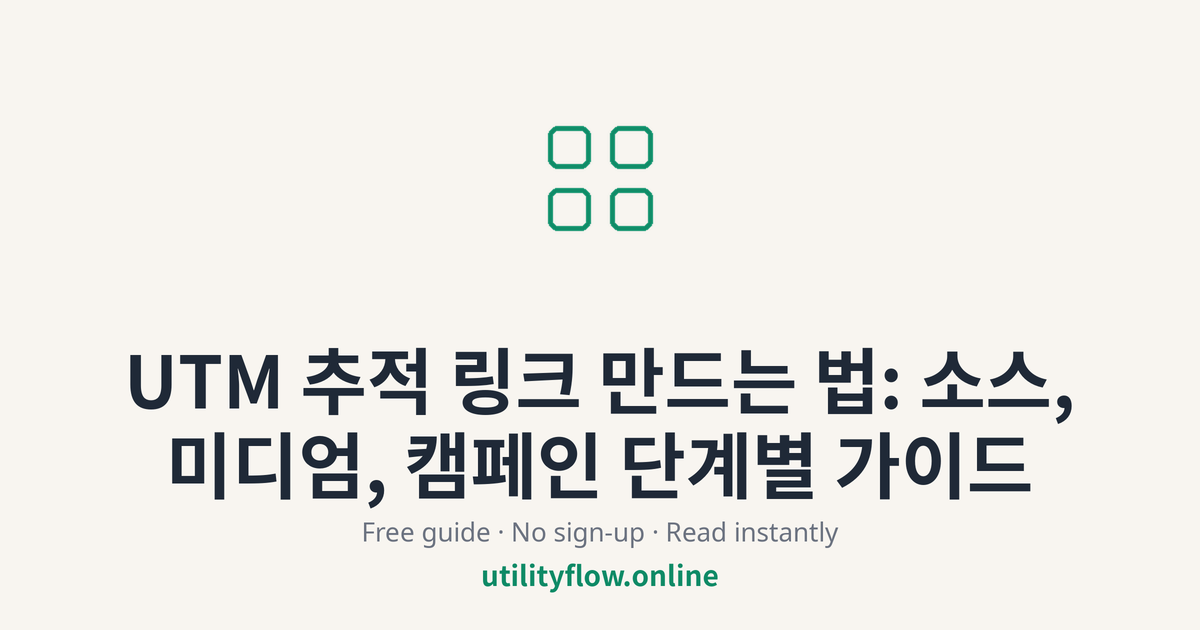 UTM 추적 링크 만드는 법: 소스,
미디엄, 캠페인 단계별 가이드
Free guide · No sign-up · Read instantly
utilityflow.online